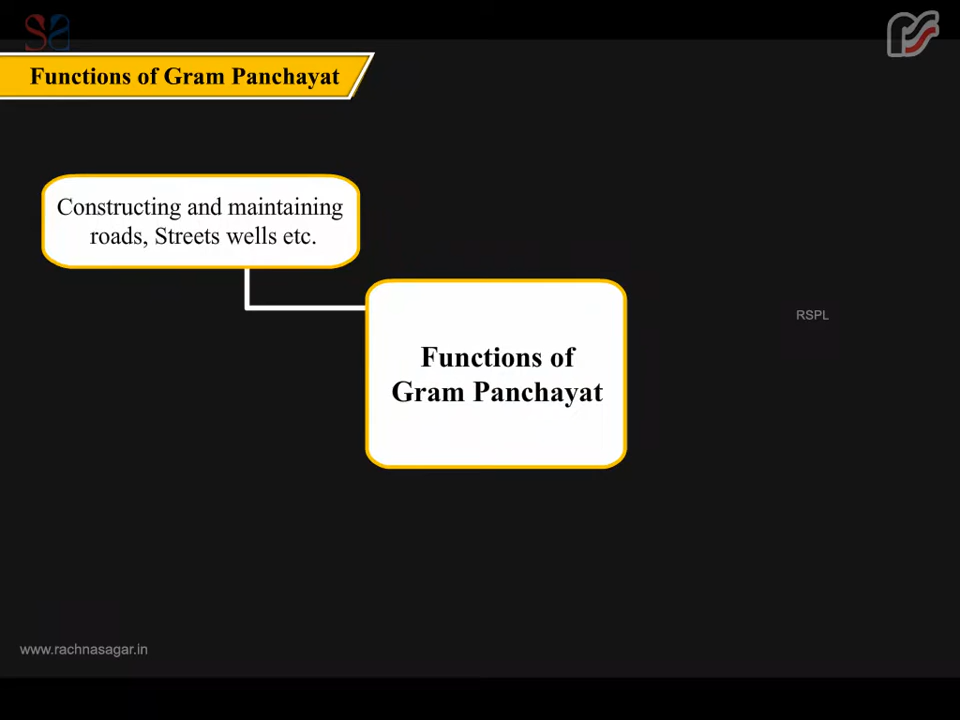 Functions of Gram Panchayat
Constructing and maintaining
roads, Streets wells etc.
Functions of
Gram Panchayat
RSPL
www.rachnasagar.in